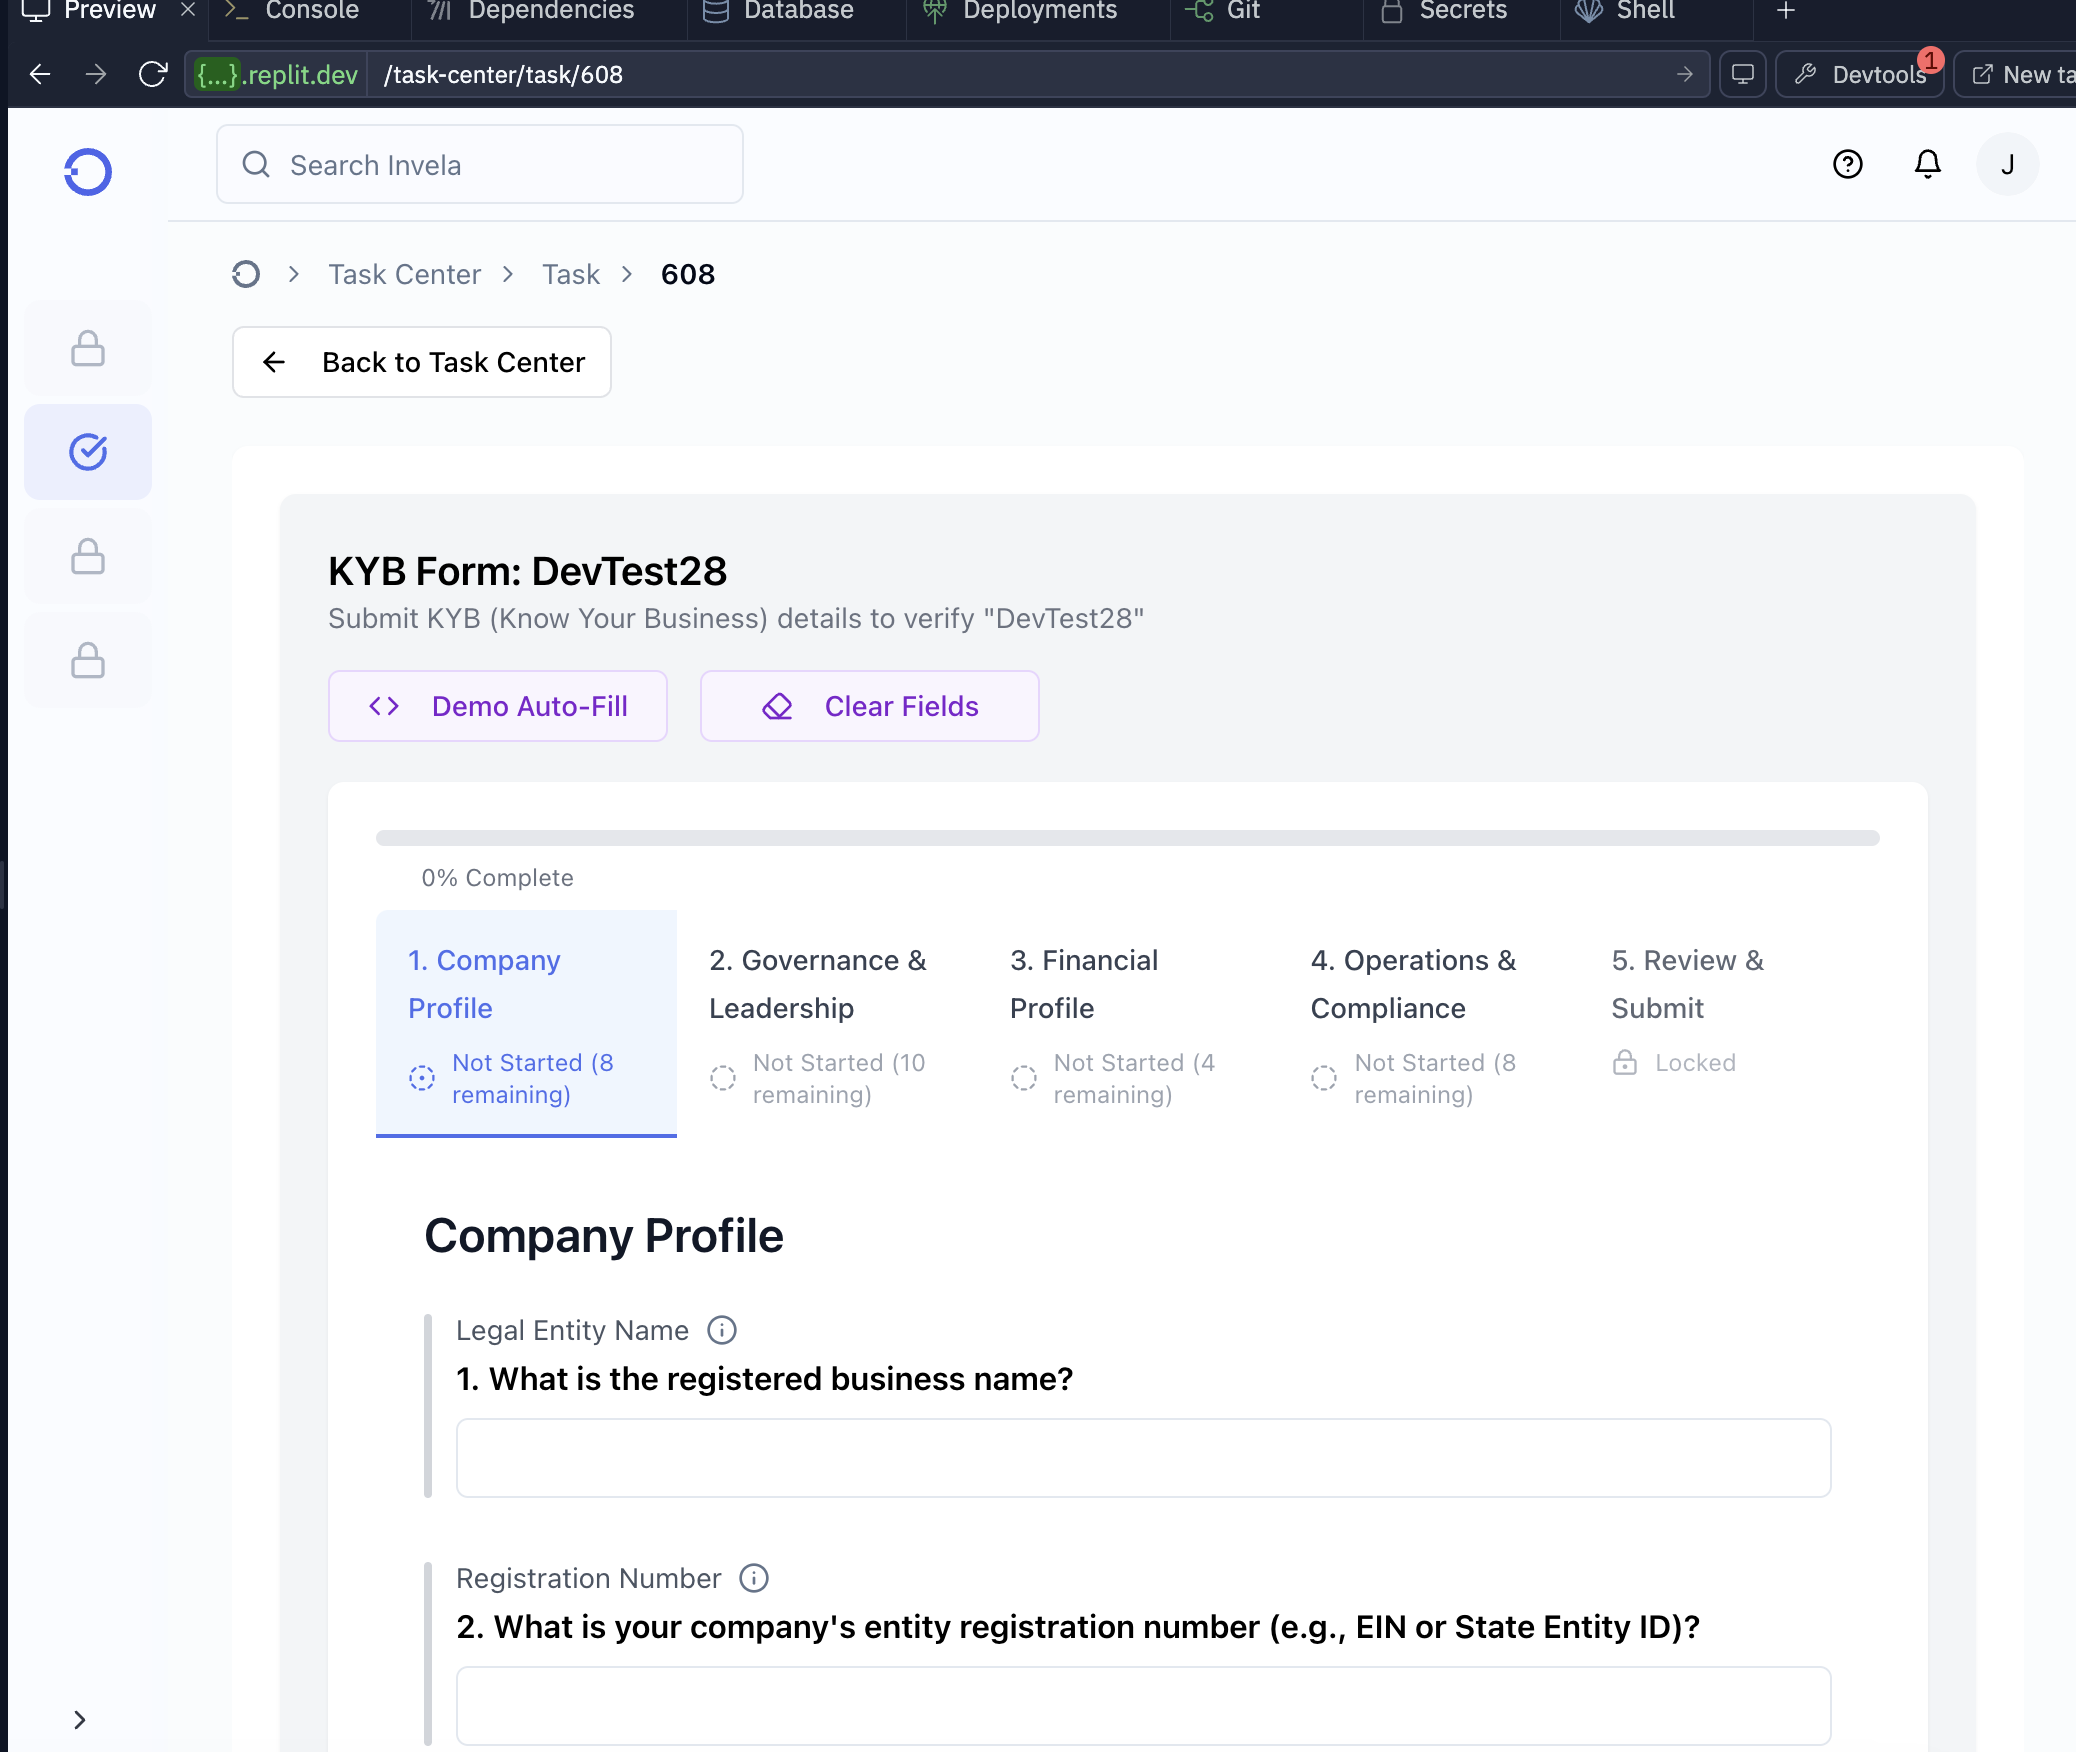 Preview
Console
Dependencies
Database
Deployments
Git
Secrets
Shell
{...}.replit.dev
/task-center/task/608
Devtools
1
New ta
Search Invela
J
Task Center
Task
608
Back to Task Center
KYB Form: DevTest28
Submit KYB (Know Your Business) details to verify "DevTest28"
Demo Auto-Fill
Clear Fields
0% Complete
1. Company
Profile
Not Started (8
remaining)
2. Governance &
Leadership
Not Started (10
remaining)
3. Financial
Profile
Not Started (4
remaining)
4. Operations &
Compliance
Not Started (8
remaining)
5. Review &
Submit
Locked
Company Profile
Legal Entity Name
1. What is the registered business name?
Registration Number
2. What is your company's entity registration number (e.g., EIN or State Entity ID)?